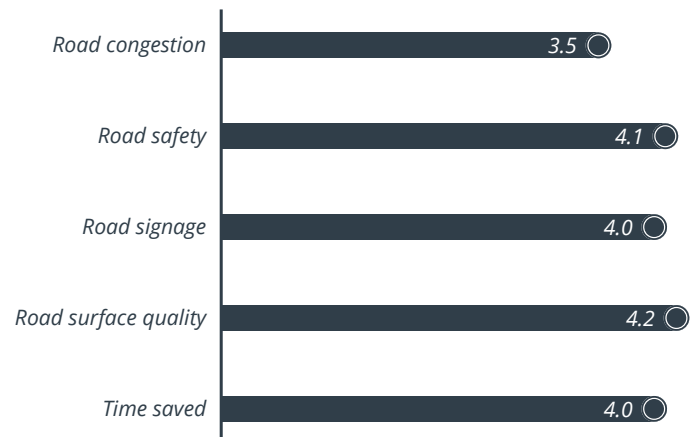 Road congestion 3.5
Road safety 4.1
Road signage 4.0
Road surface quality 4.2
Time saved 4.0